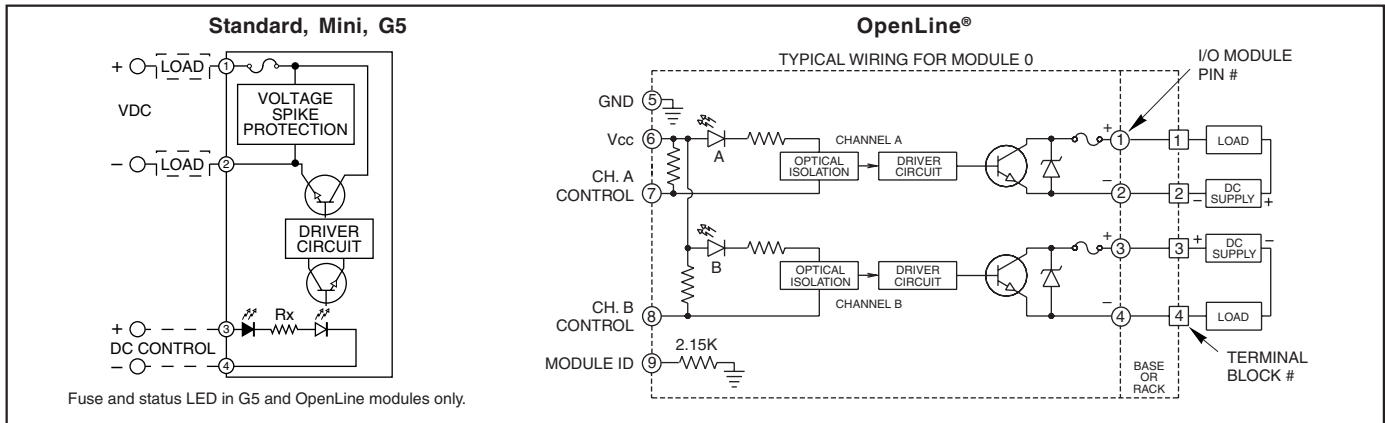 Standard, Mini, G5
+
LOAD
1
VDC
VOLTAGE
SPIKE
PROTECTION
−
LOAD
2
DRIVER
CIRCUIT
+
3
Rx
DC CONTROL
−
4
Fuse and status LED in G5 and OpenLine modules only.
OpenLine®
TYPICAL WIRING FOR MODULE 0
I/O MODULE
PIN #
GND
5
Vcc
6
A
CHANNEL A
OPTICAL
ISOLATION
DRIVER
CIRCUIT
+
1
1
LOAD
CH. A
CONTROL
7
−
2
2
−
DC
SUPPLY
+
B
OPTICAL
ISOLATION
DRIVER
CIRCUIT
CHANNEL B
+
3
3
+
DC
SUPPLY
−
CH. B
CONTROL
8
−
4
4
LOAD
MODULE ID
9
2.15K
BASE
OR
RACK
TERMINAL
BLOCK #